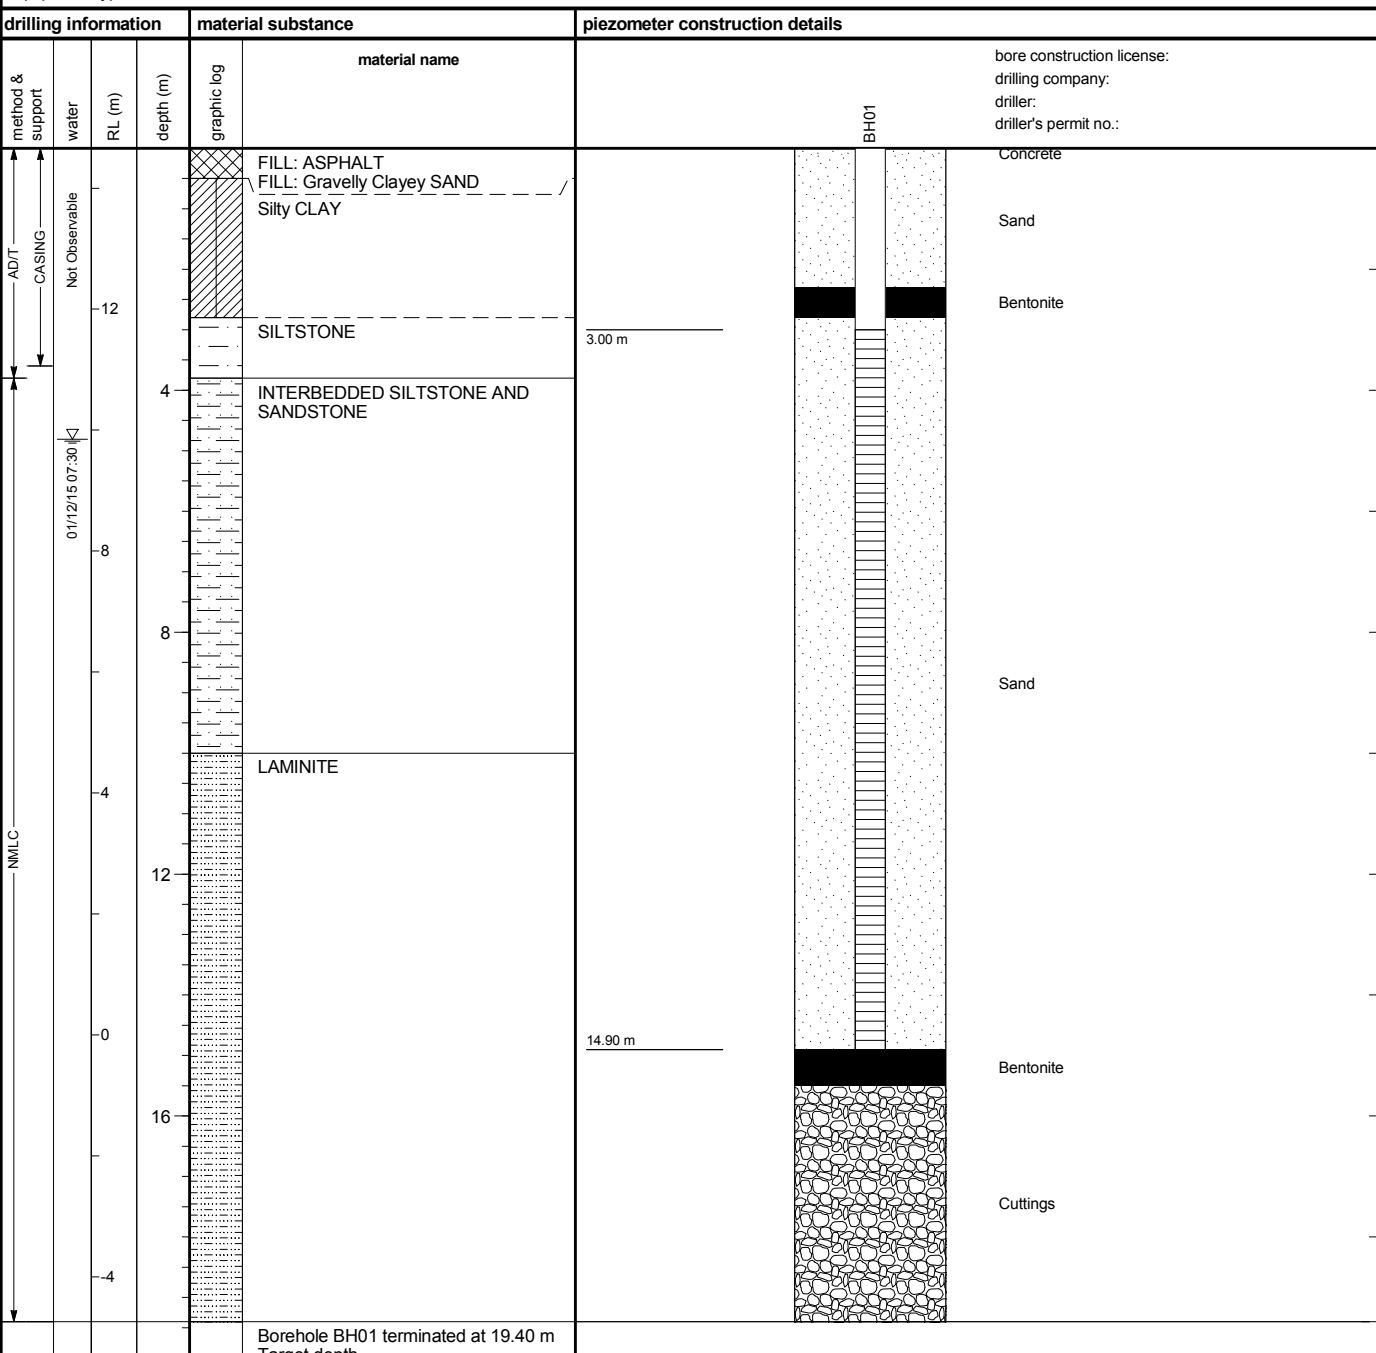 drilling information
material substance
piezometer construction details
method &
support
water
RL (m)
depth (m)
graphic log
material name
BH01
bore construction license:
drilling company:
driller:
driller's permit no.:
AD/T
CASING
Not Observable
FILL: ASPHALT
FILL: Gravelly Clayey SAND
Silty CLAY
Concrete
Sand
12
Bentonite
SILTSTONE
3.00 m
4
INTERBEDDED SILTSTONE AND
SANDSTONE
01/12/15 07:30
8
8
Sand
LAMINITE
4
NMLC
12
0
14.90 m
Bentonite
16
Cuttings
-4
Borehole BH01 terminated at 19.40 m
Target depth